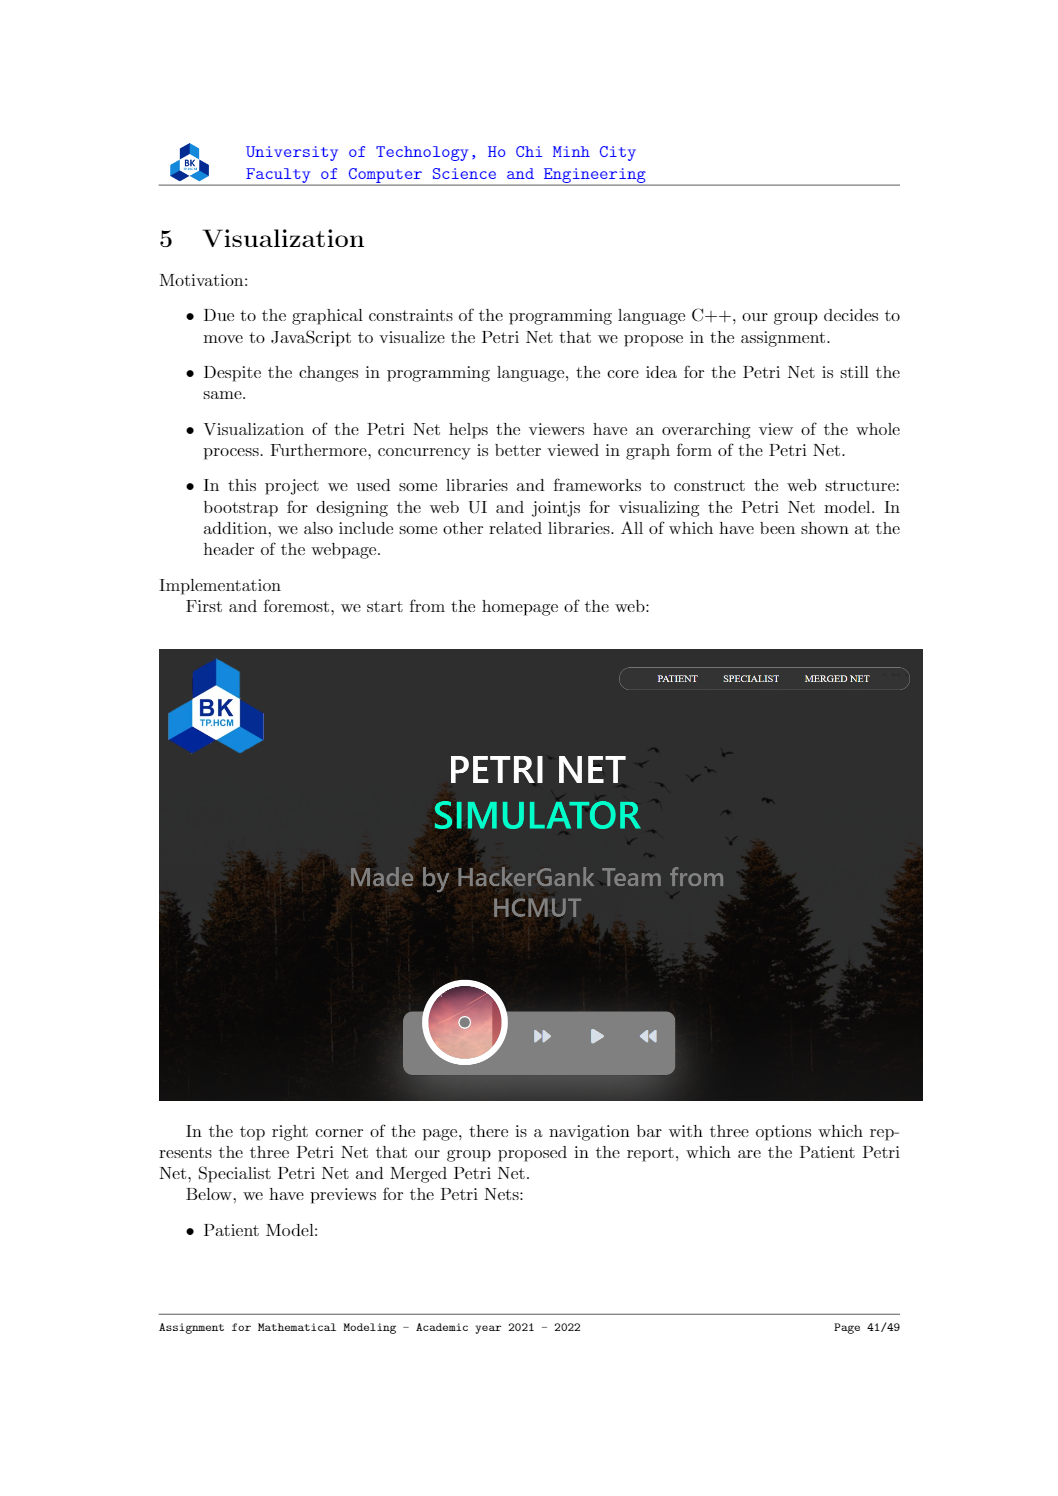 BK
TP.HCM
University of Technology, Ho Chi Minh City
Faculty of Computer Science and Engineering
5 Visualization
Motivation:
• Due to the graphical constraints of the programming language C++, our group decides to
move to JavaScript to visualize the Petri Net that we propose in the assignment.
• Despite the changes in programming language, the core idea for the Petri Net is still the
same.
• Visualization of the Petri Net helps the viewers have an overarching view of the whole
process. Furthermore, concurrency is better viewed in graph form of the Petri Net.
• In this project we used some libraries and frameworks to construct the web structure:
bootstrap for designing the web UI and jointjs for visualizing the Petri Net model. In
addition, we also include some other related libraries. All of which have been shown at the
header of the webpage.
Implementation
First and foremost, we start from the homepage of the web:
BK
TP.HCM
PATIENT SPECIALIST MERGED NET
PETRI NET
SIMULATOR
Made by HackerGank Team from
HCMUT
In the top right corner of the page, there is a navigation bar with three options which rep-
resents the three Petri Net that our group proposed in the report, which are the Patient Petri
Net, Specialist Petri Net and Merged Petri Net.
Below, we have previews for the Petri Nets:
• Patient Model:
Assignment for Mathematical Modeling - Academic year 2021 - 2022 Page 41/49